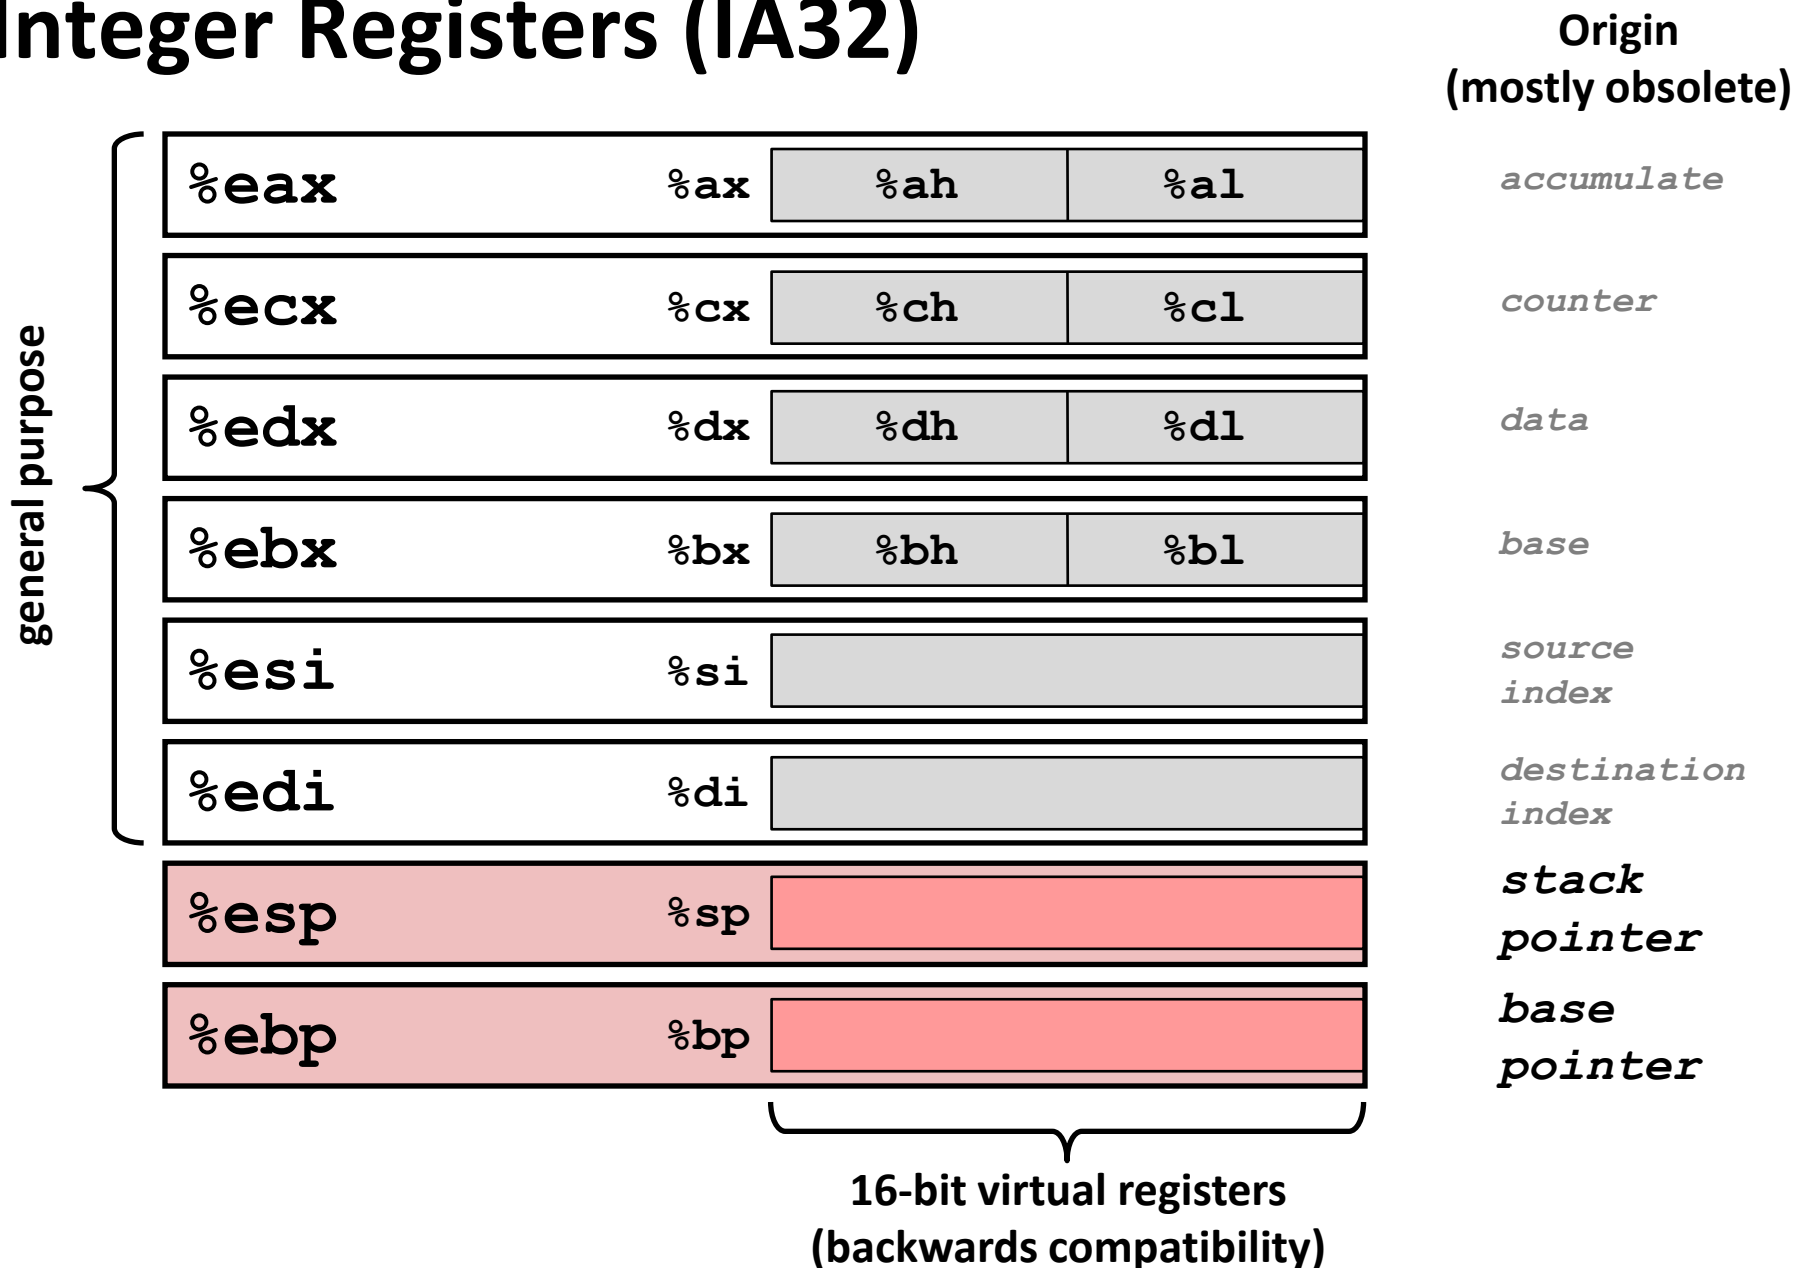 Integer Registers (IA32)
Origin
(mostly obsolete)
general purpose
%eax %ax %ah %al accumulate
%ecx %cx %ch %cl counter
%edx %dx %dh %dl data
%ebx %bx %bh %bl base
%esi %si source
index
%edi %di destination
index
%esp %sp stack
pointer
%ebp %bp base
pointer
16-bit virtual registers
(backwards compatibility)